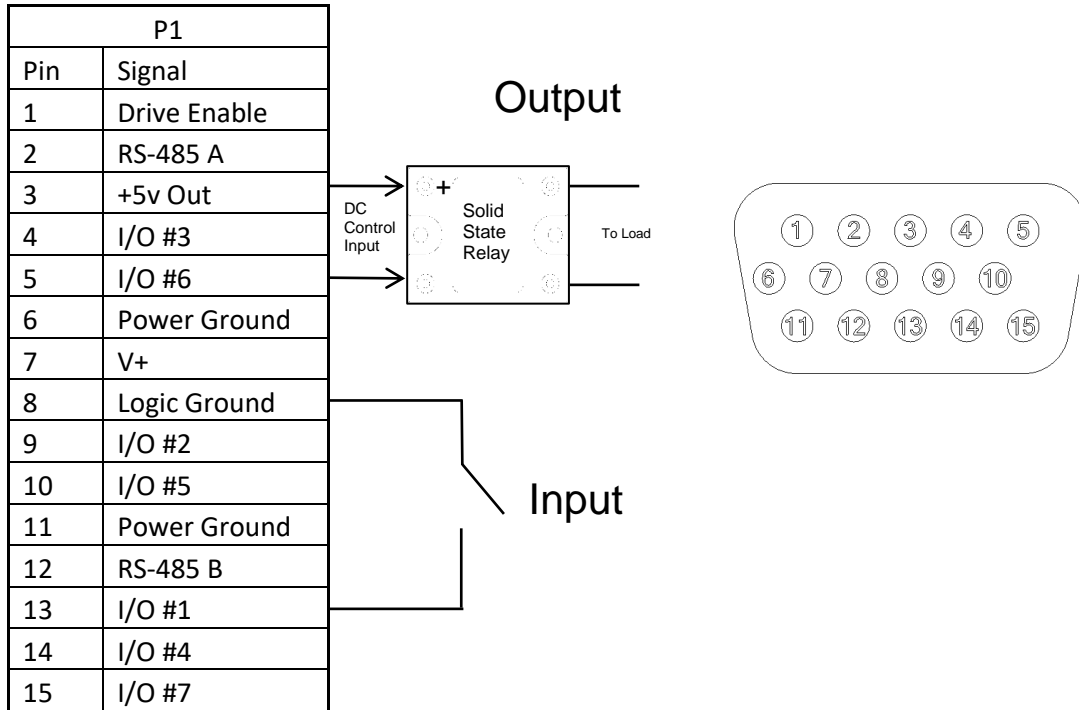 P1
Pin Signal
1 Drive Enable
2 RS-485 A
3 +5v Out
4 I/O #3
5 I/O #6
6 Power Ground
7 V+
8 Logic Ground
9 I/O #2
10 I/O #5
11 Power Ground
12 RS-485 B
13 I/O #1
14 I/O #4
15 I/O #7
Output
DC
Control
Input
+
Solid
State
Relay
To Load
Input
1 2 3 4 5
6 7 8 9 10
11 12 13 14 15